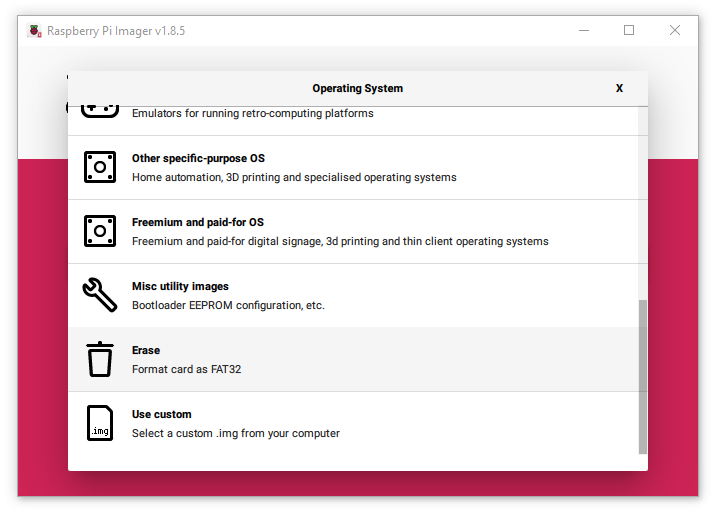 Raspberry Pi Imager v1.8.5
Operating System X
Emulators for running retro-computing platforms
Other specific-purpose OS
Home automation, 3D printing and specialised operating systems
Freemium and paid-for OS
Freemium and paid-for digital signage, 3d printing and thin client operating systems
Misc utility images
Bootloader EEPROM configuration, etc.
Erase
Format card as FAT32
Use custom
.img
Select a custom .img from your computer